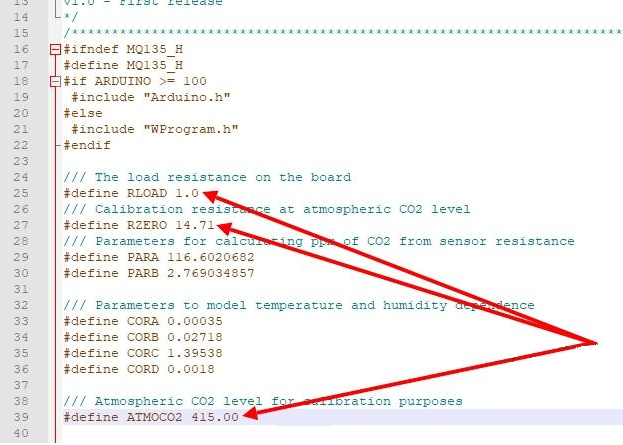 13 v1.0 - First release
14 */
15 /**********************************************************************
16 #ifndef MQ135_H
17 #define MQ135_H
18 #if ARDUINO >= 100
19 #include "Arduino.h"
20 #else
21 #include "WProgram.h"
22 #endif
23
24 /// The load resistance on the board
25 #define RLOAD 1.0
26 /// Calibration resistance at atmospheric CO2 level
27 #define RZERO 14.71
28 /// Parameters for calculating ppm of CO2 from sensor resistance
29 #define PARA 116.6020682
30 #define PARB 2.769034857
31
32 /// Parameters to model temperature and humidity dependence
33 #define CORA 0.00035
34 #define CORB 0.02718
35 #define CORC 1.39538
36 #define CORD 0.0018
37
38 /// Atmospheric CO2 level for calibration purposes
39 #define ATMOCO2 415.00
40